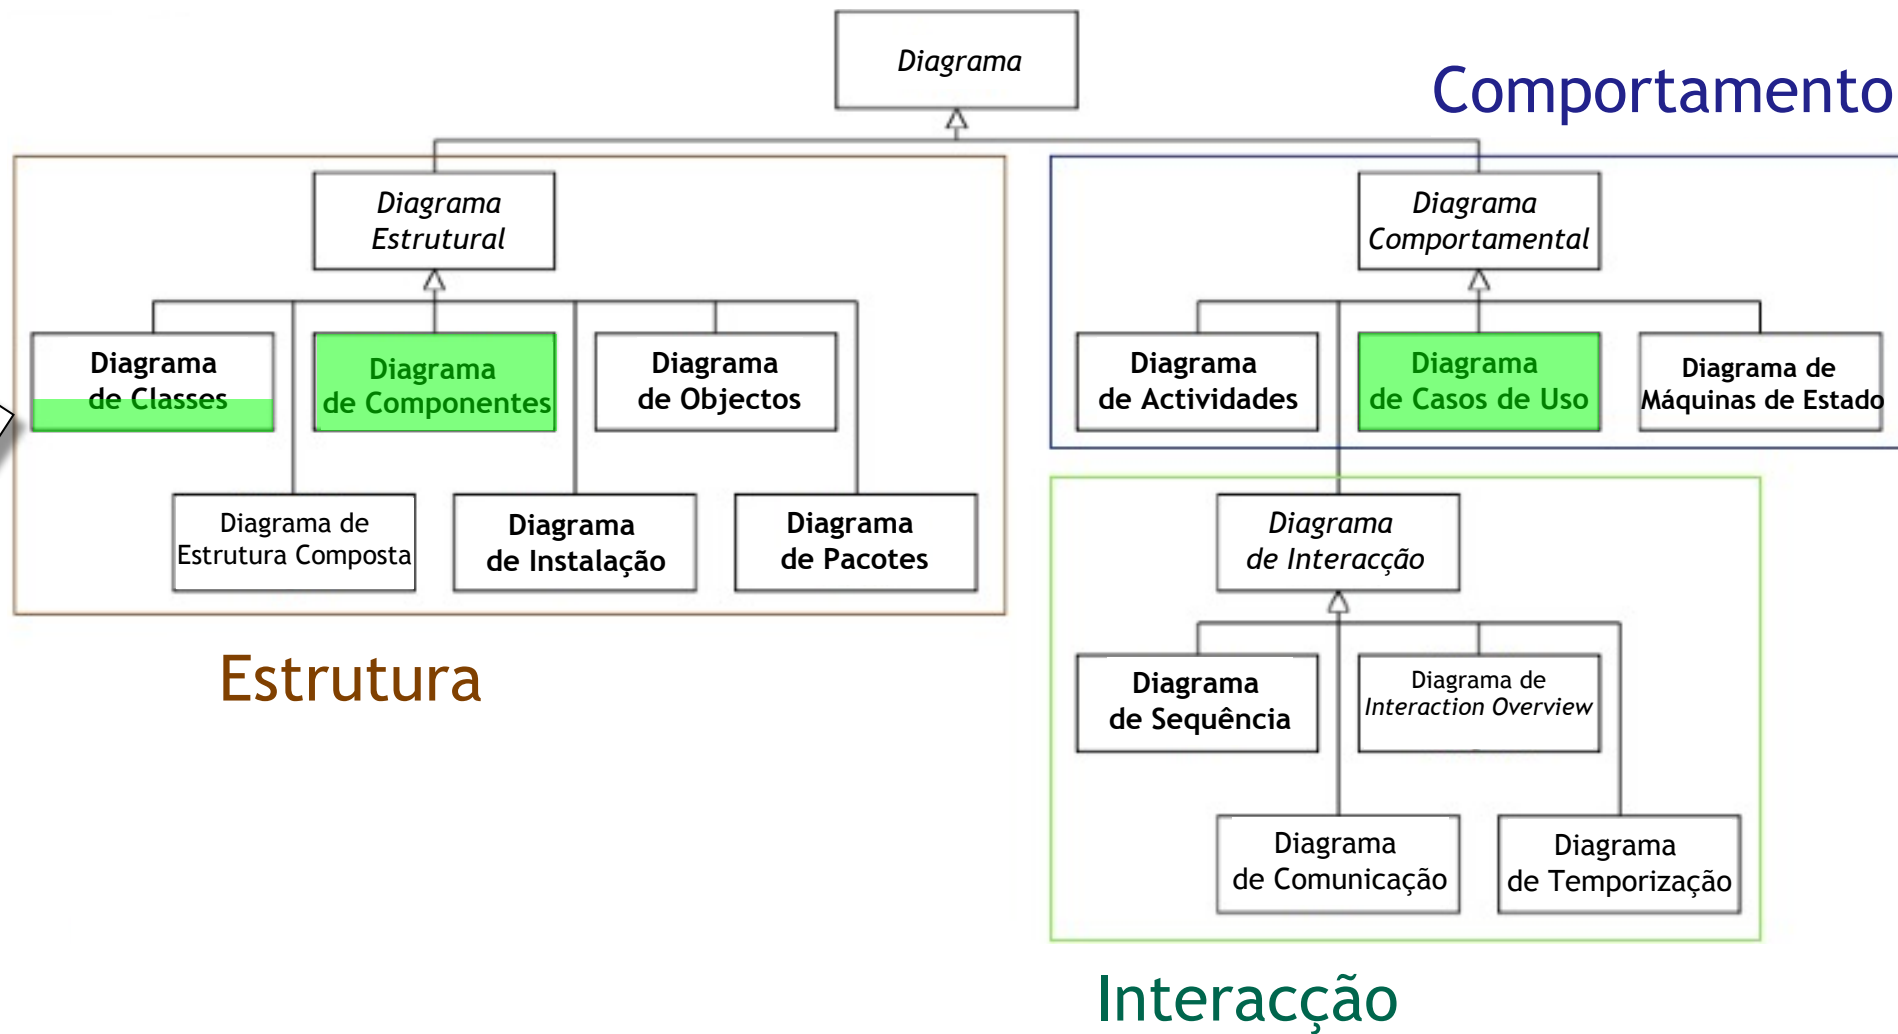 Diagrama
Comportamento
Diagrama
Estrutural
Diagrama
Comportamental
Diagrama
de Classes
Diagrama
de Componentes
Diagrama
de Objectos
Diagrama
de Actividades
Diagrama
de Casos de Uso
Diagrama de
Máquinas de Estado
Diagrama de
Estrutura Composta
Diagrama
de Instalação
Diagrama
de Pacotes
Diagrama
de Interacção
Estrutura
Diagrama
de Sequência
Diagrama de
Interaction Overview
Diagrama
de Comunicação
Diagrama
de Temporização
Interacção